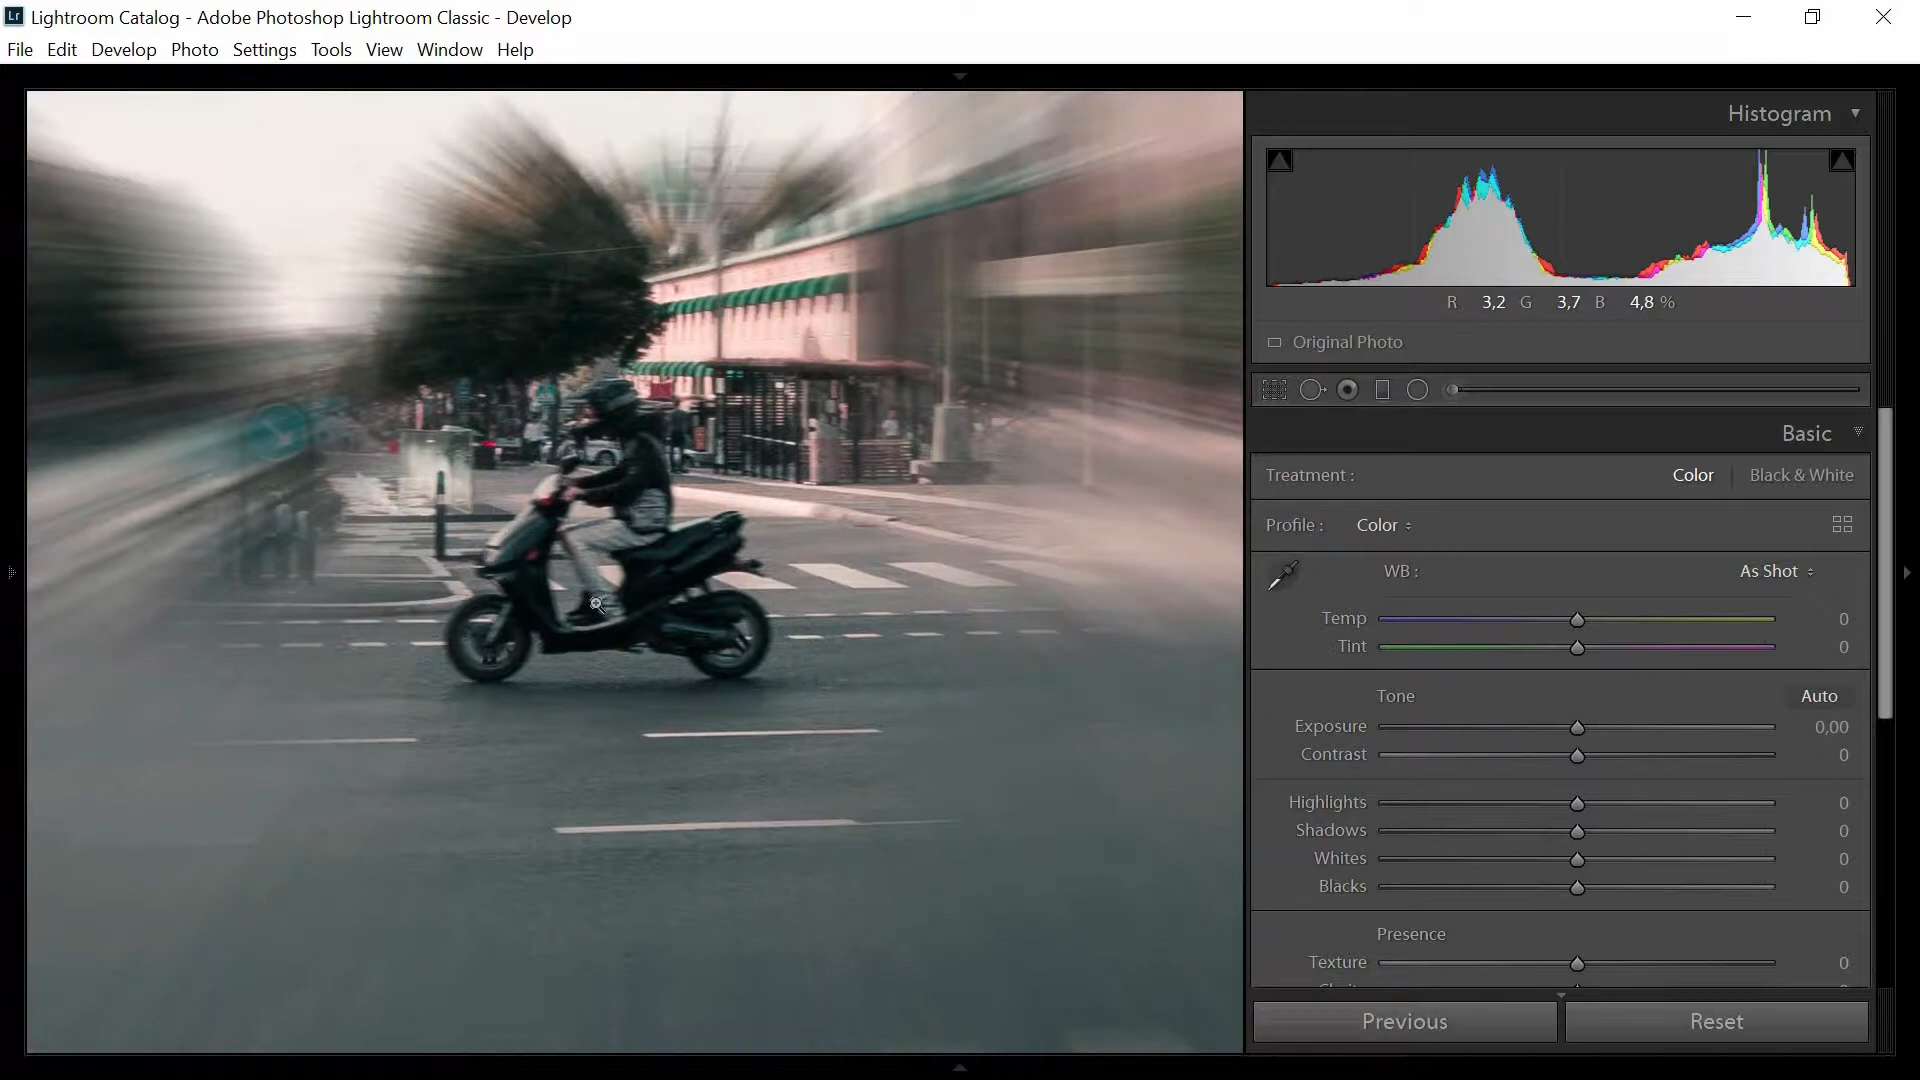 Lr Lightroom Catalog - Adobe Photoshop Lightroom Classic - Develop
File Edit Develop Photo Settings Tools View Window Help
Histogram
R 3,2 G 3,7 B 4,8 %
Original Photo
Basic
Treatment : Color Black & White
Profile : Color
WB : As Shot
Temp 0
Tint 0
Tone Auto
Exposure 0,00
Contrast 0
Highlights 0
Shadows 0
Whites 0
Blacks 0
Presence
Texture 0
Previous Reset